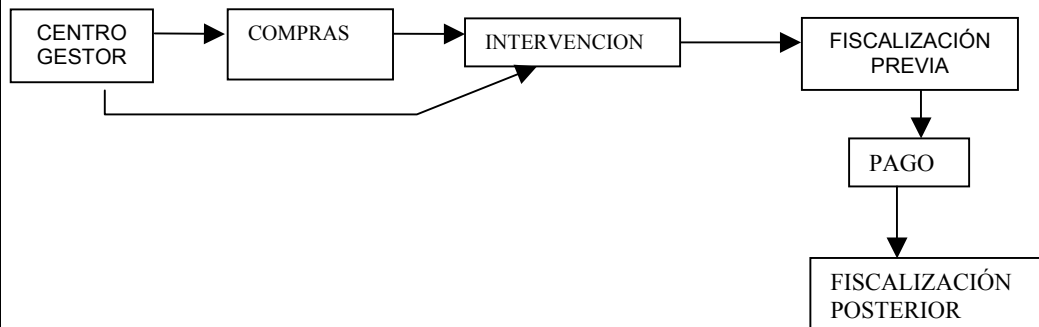 CENTRO
GESTOR
COMPRAS
INTERVENCION
FISCALIZACIÓN
PREVIA
PAGO
FISCALIZACIÓN
POSTERIOR